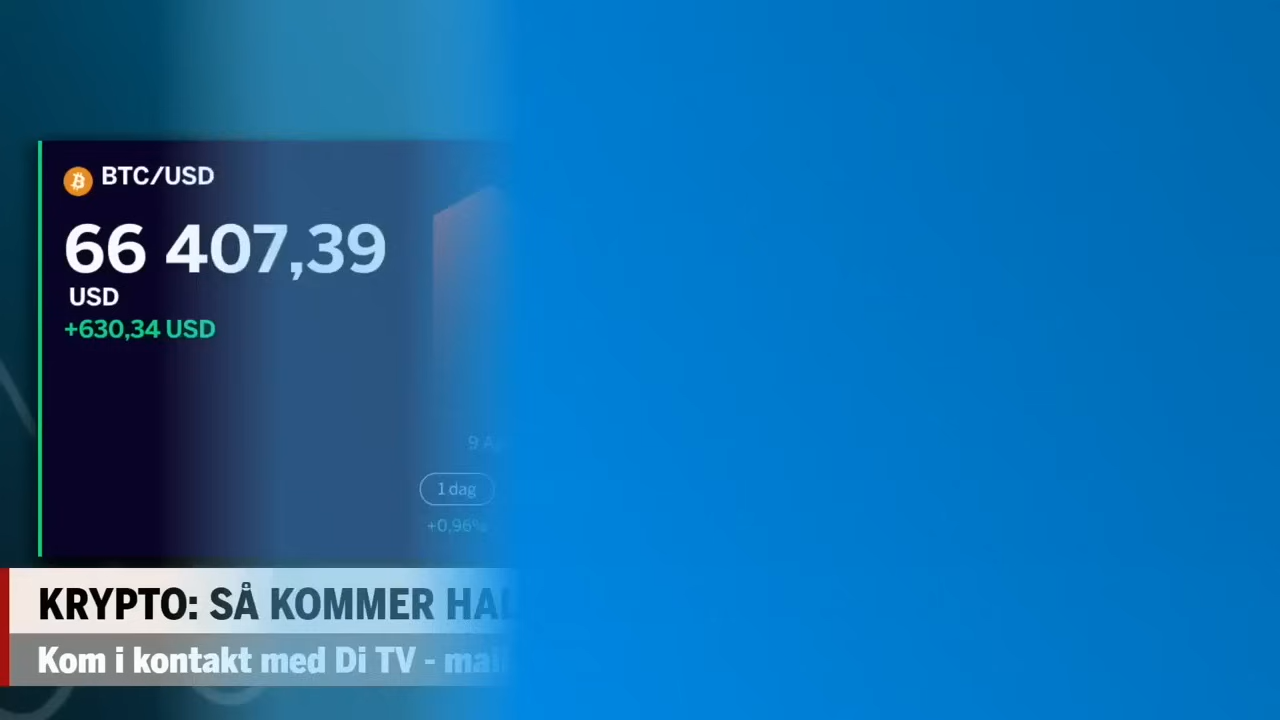 BTC/USD
66 407,39
USD
+630,34 USD
9
1 dag
+0,96%
KRYPTO: SÅ KOMMER
Kom i kontakt med Di TV -